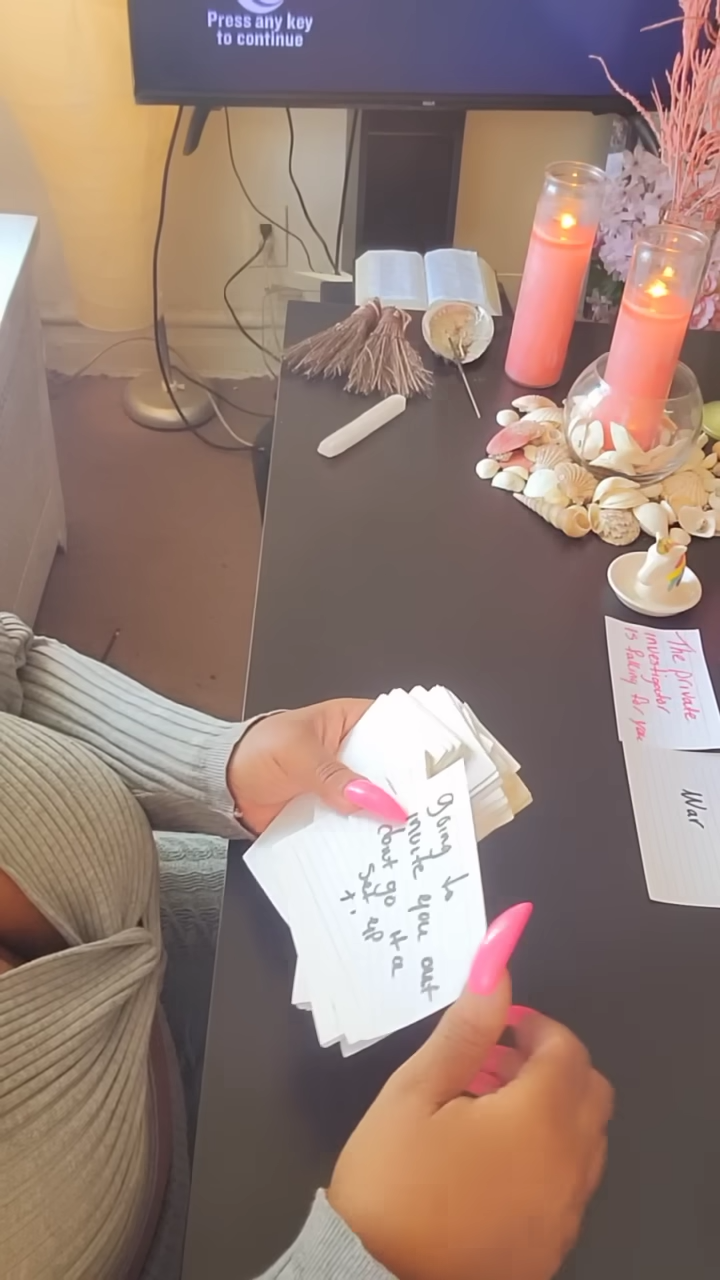 Press any key
to continue
The private
investigator
is falling for you
War
going to
invite you out
dont go it a
set up